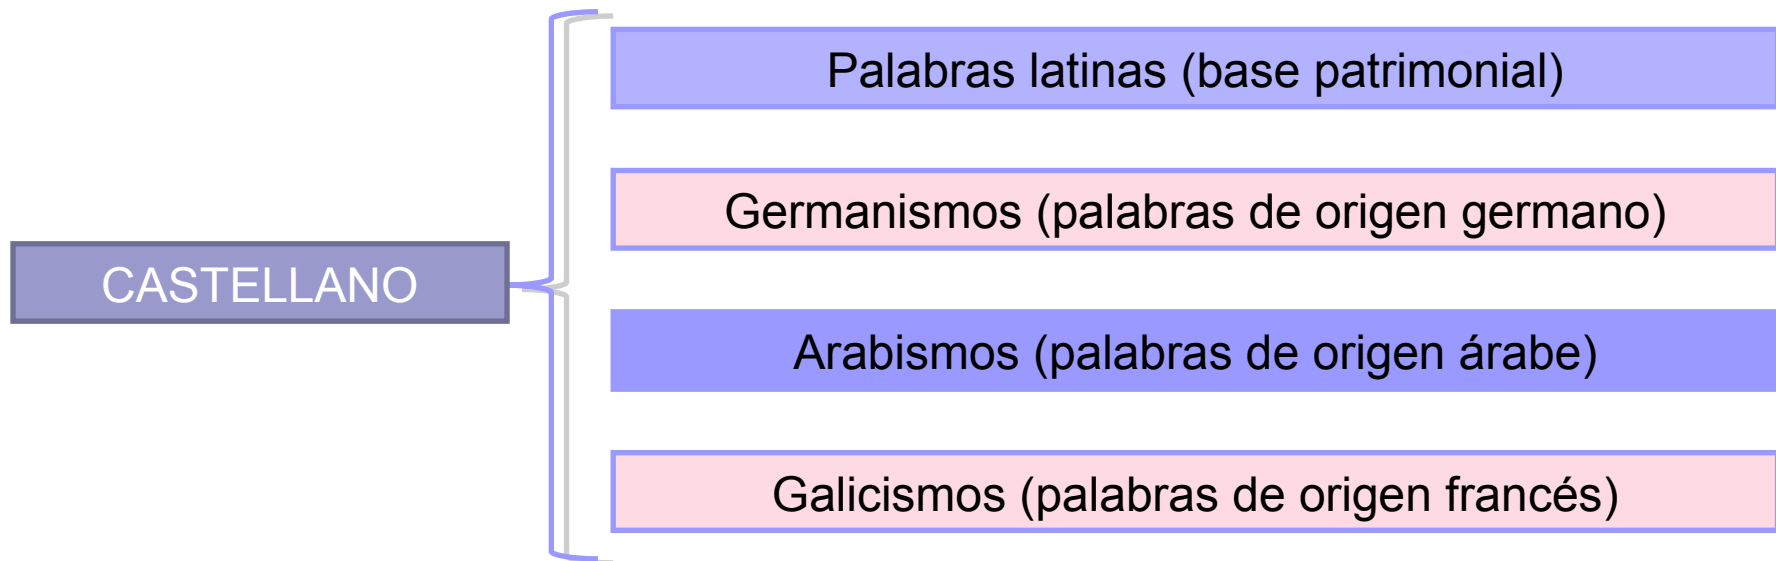 Palabras latinas (base patrimonial)
Germanismos (palabras de origen germano)
CASTELLANO
Arabismos (palabras de origen árabe)
Galicismos (palabras de origen francés)